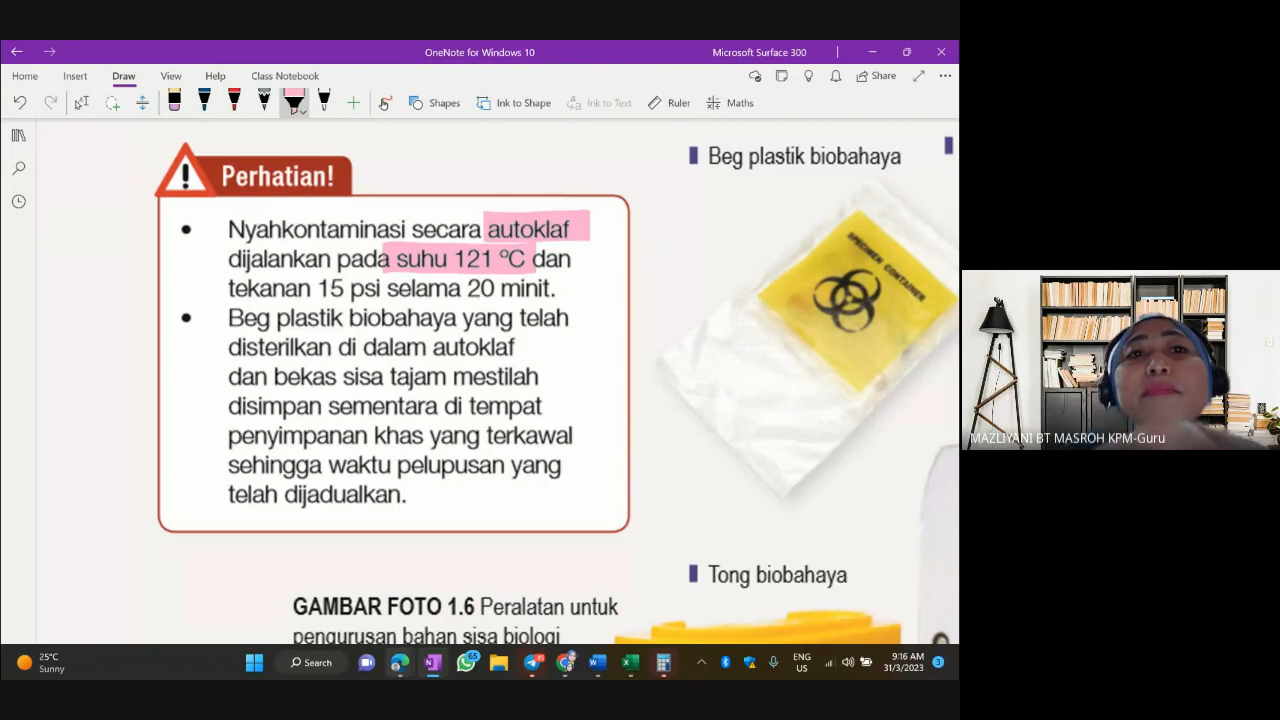 OneNote for Windows 10
Microsoft Surface 300
Home Insert Draw View Help Class Notebook
Share
Shapes Ink to Shape Ink to Text Ruler Maths
Perhatian!
• Nyahkontaminasi secara autoklaf
dijalankan pada suhu 121 °C dan
tekanan 15 psi selama 20 minit.
• Beg plastik biobahaya yang telah
disterilkan di dalam autoklaf
dan bekas sisa tajam mestilah
disimpan sementara di tempat
penyimpanan khas yang terkawal
sehingga waktu pelupusan yang
telah dijadualkan.
Beg plastik biobahaya
SPECIMEN CONTAINER
Tong biobahaya
GAMBAR FOTO 1.6 Peralatan untuk
pengurusan bahan sisa biologi
MAZLIYANI BT MASROH KPM-Guru
25°C
Sunny
Search
65
ENG
US
9:16 AM
31/3/2023
3